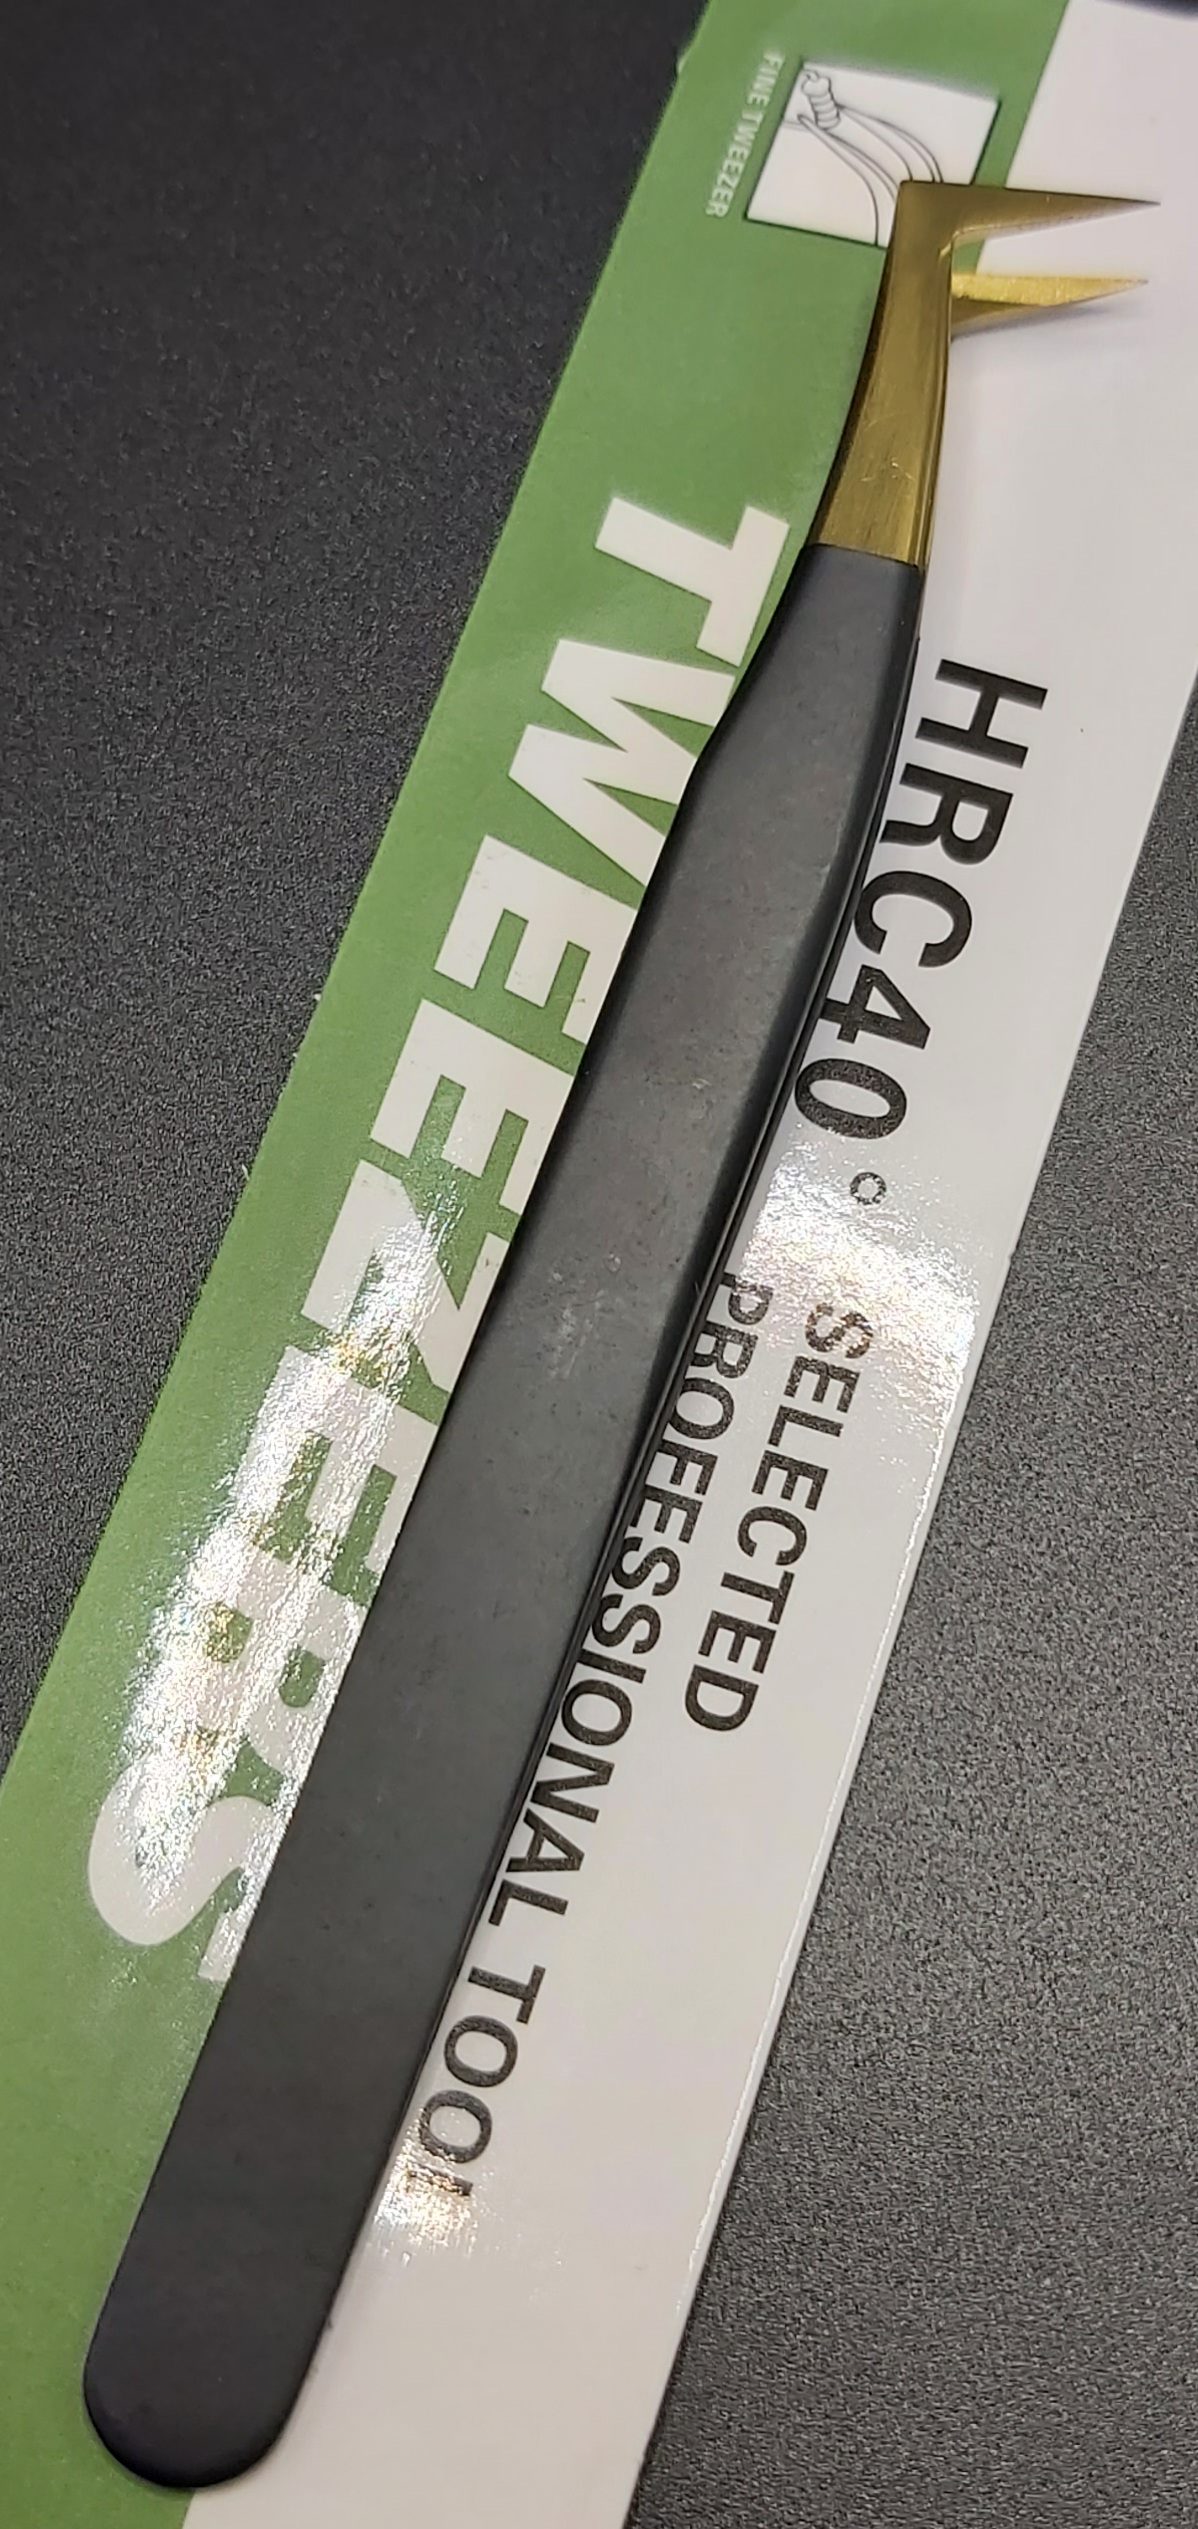 FINE TWEEZER
TWEEZERS
HRC40°
SELECTED
PROFESSIONAL TOOL